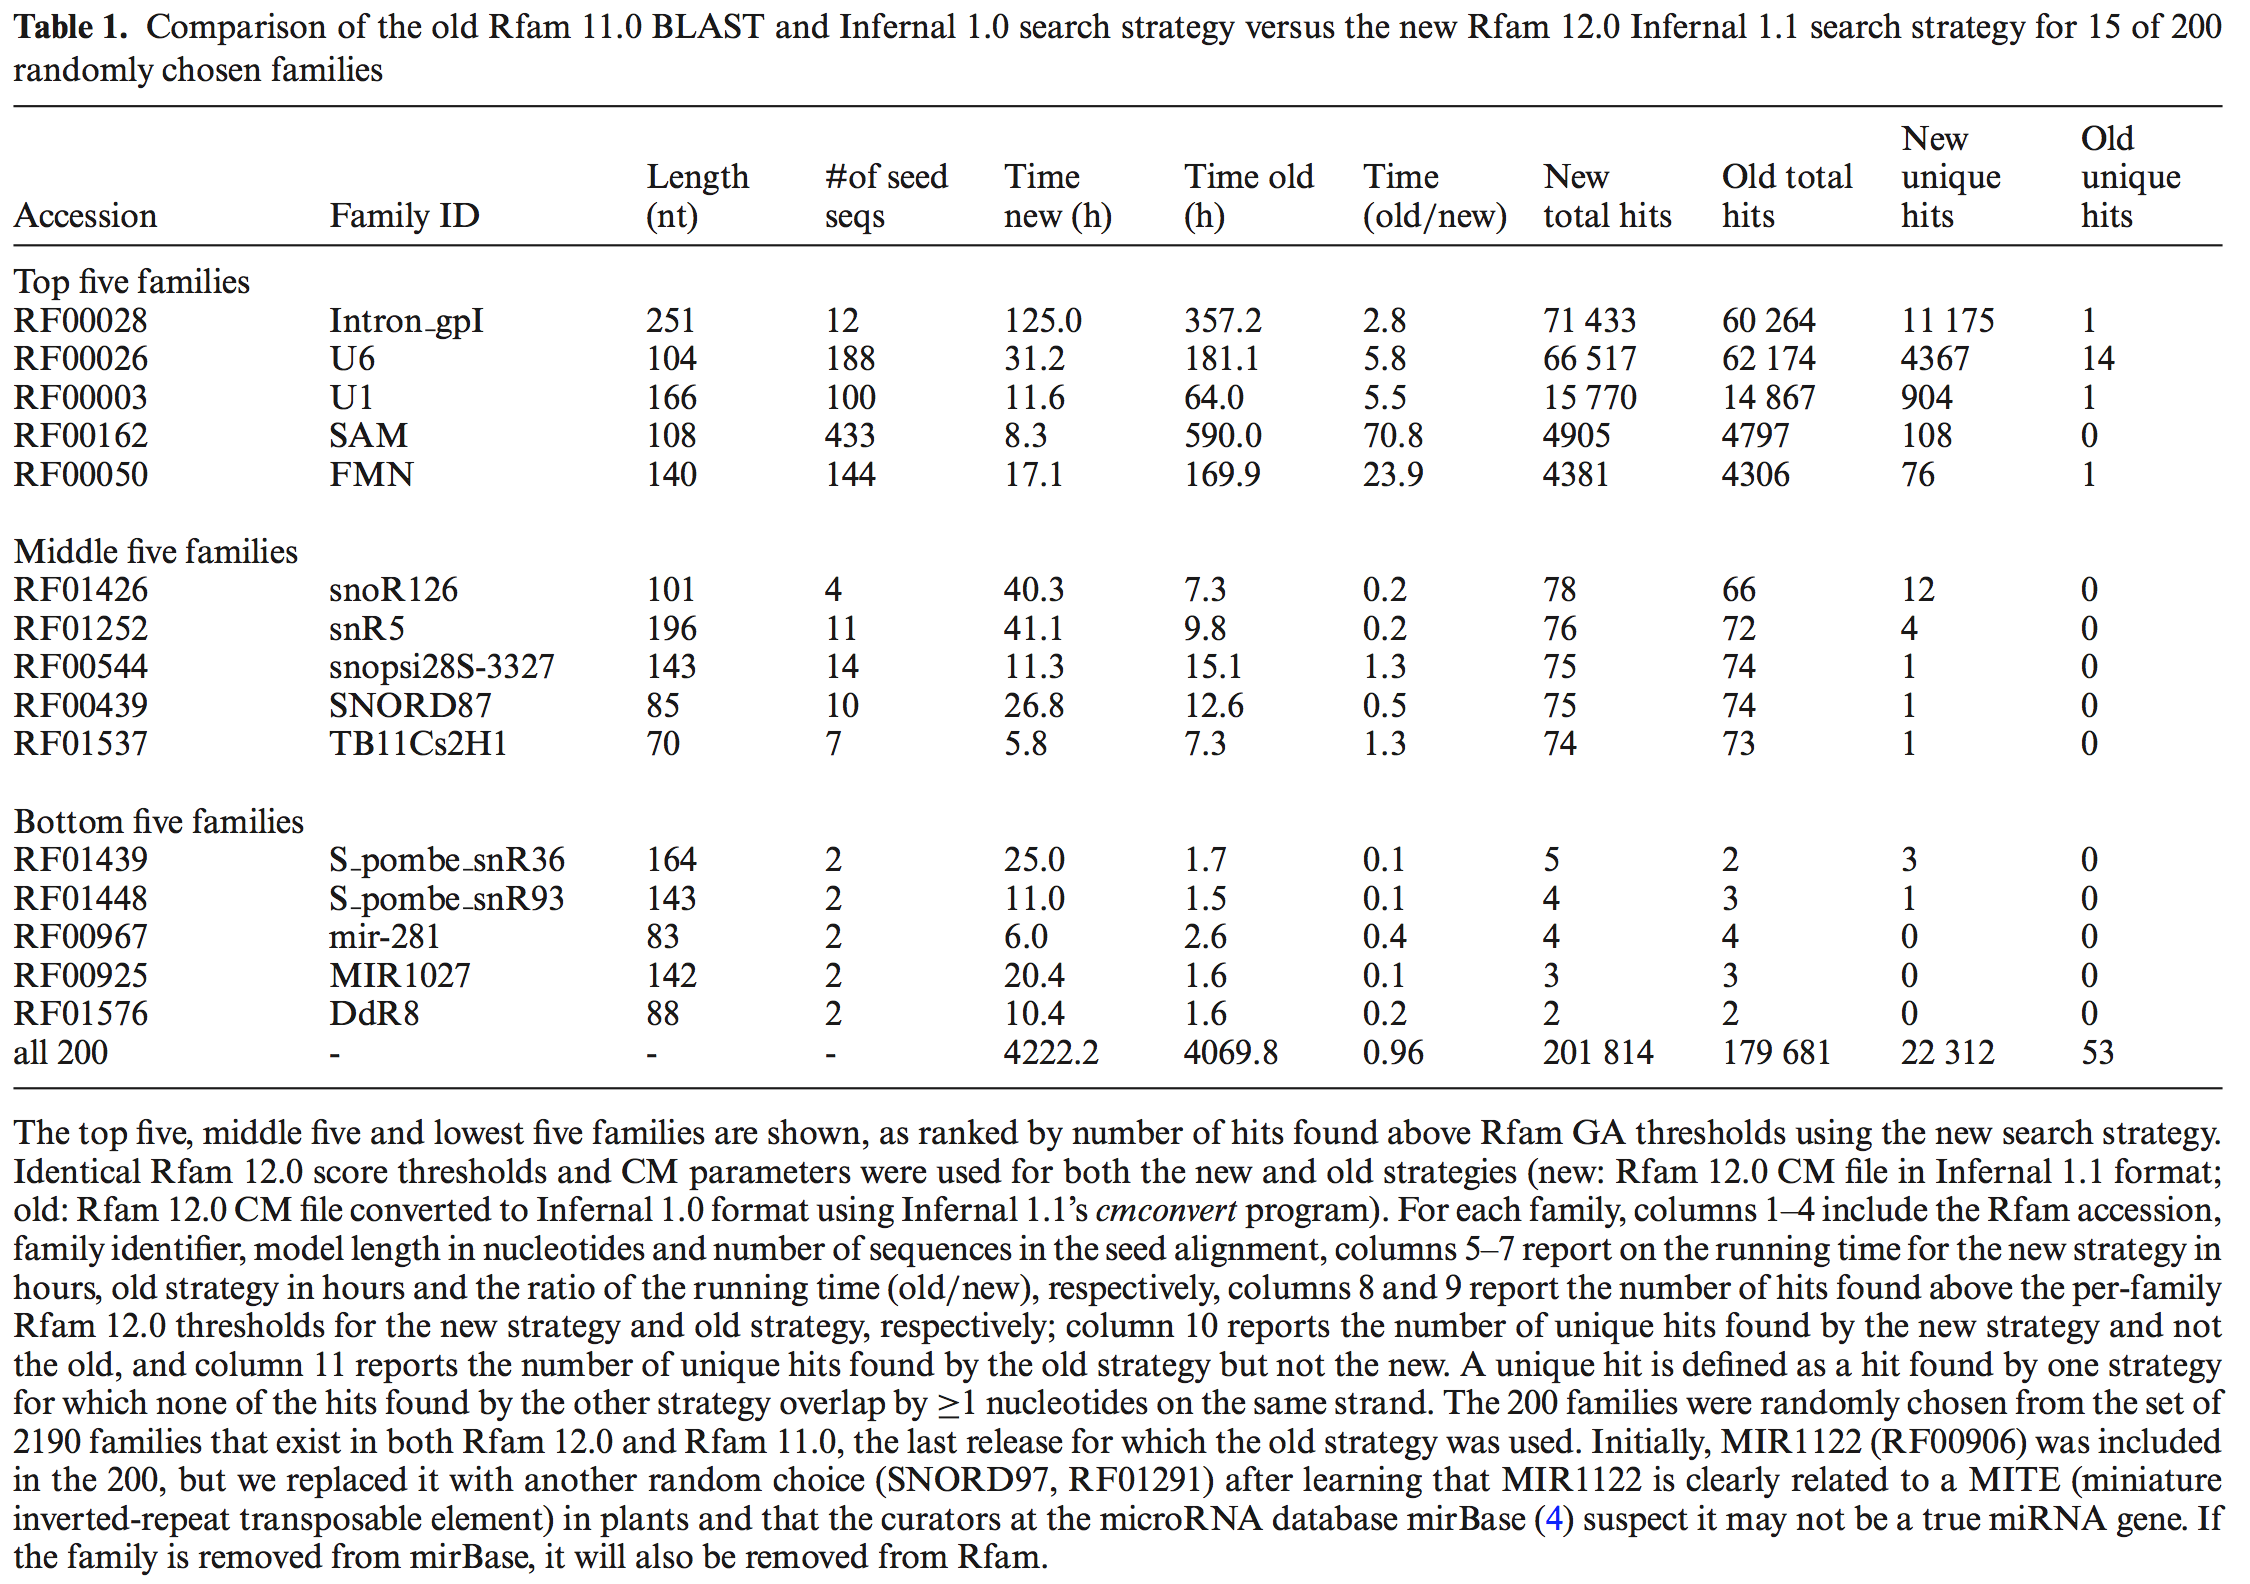 Table 1. Comparison of the old Rfam 11.0 BLAST and Infernal 1.0 search strategy versus the new Rfam 12.0 Infernal 1.1 search strategy for 15 of 200
randomly chosen families
Accession Family ID Length (nt) #of seed seqs Time new (h) Time old (h) Time (old/new) New total hits Old total hits New unique hits Old unique hits
Top five families
RF00028 Intron_gpI 251 12 125.0 357.2 2.8 71 433 60 264 11 175 1
RF00026 U6 104 188 31.2 181.1 5.8 66 517 62 174 4367 14
RF00003 U1 166 100 11.6 64.0 5.5 15 770 14 867 904 1
RF00162 SAM 108 433 8.3 590.0 70.8 4905 4797 108 0
RF00050 FMN 140 144 17.1 169.9 23.9 4381 4306 76 1
Middle five families
RF01426 snoR126 101 4 40.3 7.3 0.2 78 66 12 0
RF01252 snR5 196 11 41.1 9.8 0.2 76 72 4 0
RF00544 snopsi28S-3327 143 14 11.3 15.1 1.3 75 74 1 0
RF00439 SNORD87 85 10 26.8 12.6 0.5 75 74 1 0
RF01537 TB11Cs2H1 70 7 5.8 7.3 1.3 74 73 1 0
Bottom five families
RF01439 S_pombe_snR36 164 2 25.0 1.7 0.1 5 2 3 0
RF01448 S_pombe_snR93 143 2 11.0 1.5 0.1 4 3 1 0
RF00967 mir-281 83 2 6.0 2.6 0.4 4 4 0 0
RF00925 MIR1027 142 2 20.4 1.6 0.1 3 3 0 0
RF01576 DdR8 88 2 10.4 1.6 0.2 2 2 0 0
all 200 - - - 4222.2 4069.8 0.96 201 814 179 681 22 312 53
The top five, middle five and lowest five families are shown, as ranked by number of hits found above Rfam GA thresholds using the new search strategy.
Identical Rfam 12.0 score thresholds and CM parameters were used for both the new and old strategies (new: Rfam 12.0 CM file in Infernal 1.1 format;
old: Rfam 12.0 CM file converted to Infernal 1.0 format using Infernal 1.1's cmconvert program). For each family, columns 1–4 include the Rfam accession,
family identifier, model length in nucleotides and number of sequences in the seed alignment, columns 5–7 report on the running time for the new strategy in
hours, old strategy in hours and the ratio of the running time (old/new), respectively, columns 8 and 9 report the number of hits found above the per-family
Rfam 12.0 thresholds for the new strategy and old strategy, respectively; column 10 reports the number of unique hits found by the new strategy and not
the old, and column 11 reports the number of unique hits found by the old strategy but not the new. A unique hit is defined as a hit found by one strategy
for which none of the hits found by the other strategy overlap by ≥1 nucleotides on the same strand. The 200 families were randomly chosen from the set of
2190 families that exist in both Rfam 12.0 and Rfam 11.0, the last release for which the old strategy was used. Initially, MIR1122 (RF00906) was included
in the 200, but we replaced it with another random choice (SNORD97, RF01291) after learning that MIR1122 is clearly related to a MITE (miniature
inverted-repeat transposable element) in plants and that the curators at the microRNA database mirBase (4) suspect it may not be a true miRNA gene. If
the family is removed from mirBase, it will also be removed from Rfam.